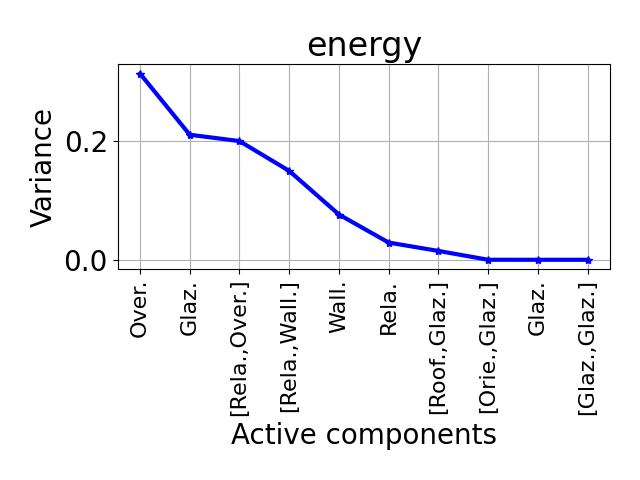 energy
Variance
0.2
0.0
Over.
Glaz.
[Rela.,Over.]
[Rela.,Wall.]
Wall.
Rela.
[Roof.,Glaz.]
[Orie.,Glaz.]
Glaz.
[Glaz.,Glaz.]
Active components